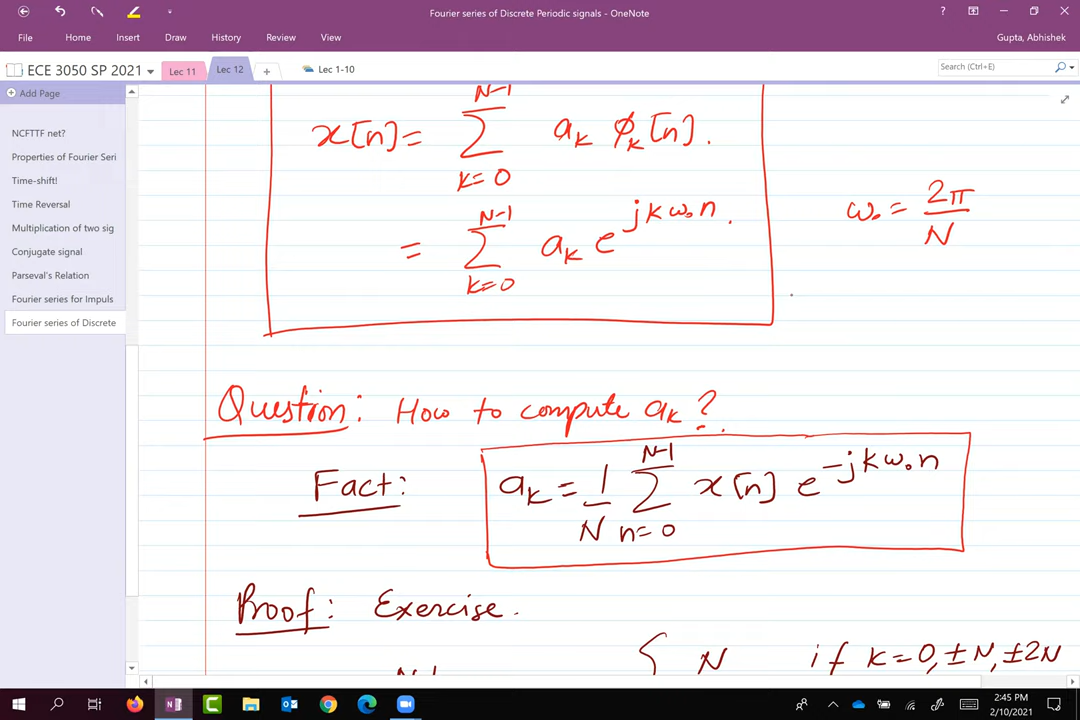 Fourier series of Discrete Periodic signals - OneNote
?
File Home Insert Draw History Review View
Gupta, Abhishek
ECE 3050 SP 2021
Lec 11
Lec 12
+
Lec 1-10
Search (Ctrl+E)
Add Page
NCFTTF net?
Properties of Fourier Seri
Time-shift!
Time Reversal
Multiplication of two sig
Conjugate signal
Parseval's Relation
Fourier series for Impuls
Fourier series of Discrete
x[n] = ∑_{k=0}^{N-1} a_k ϕ_k[n].
= ∑_{k=0}^{N-1} a_k e^{jkω₀n}.
ω₀ = 2π/N
Question: How to compute a_k?
Fact: a_k = 1/N ∑_{n=0}^{N-1} x[n] e^{-jkω₀n}
Proof: Exercise.
{ N if k=0, ±N, ±2N
2:45 PM
2/10/2021